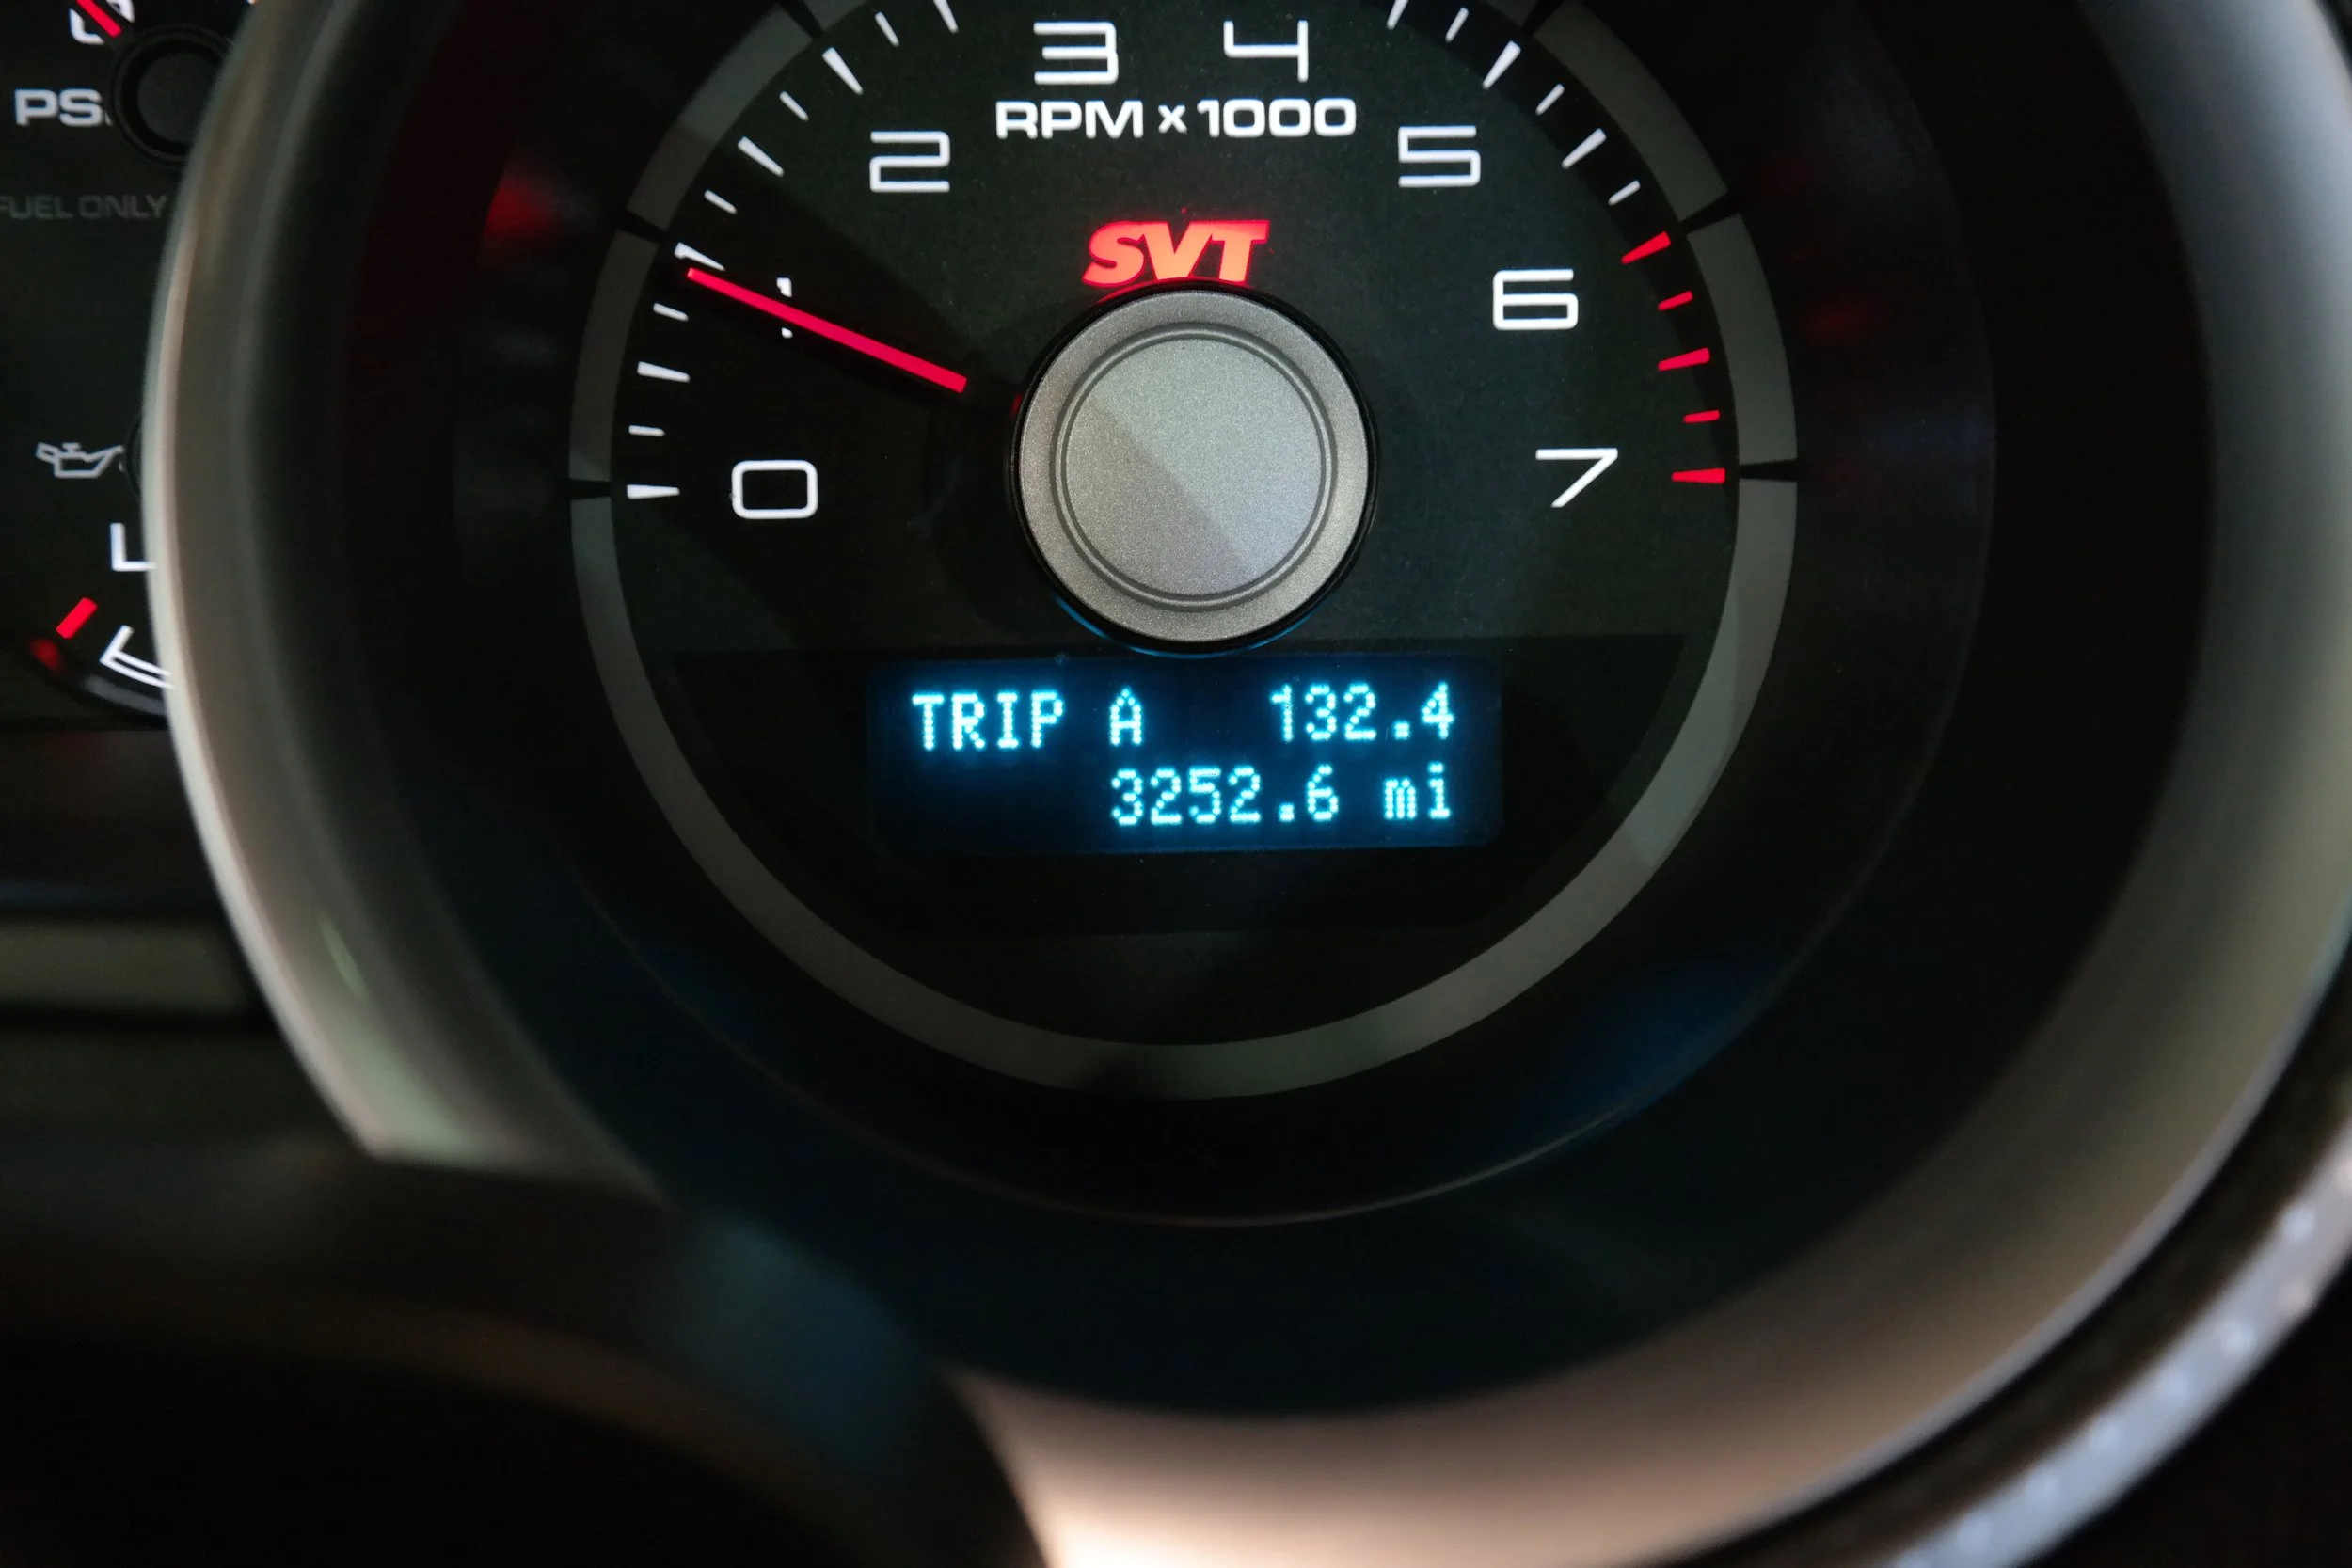 3 4
RPM x 1000
2 5
SVT
1 6
0 7
TRIP A 132.4
3252.6 mi
FUEL ONLY
L